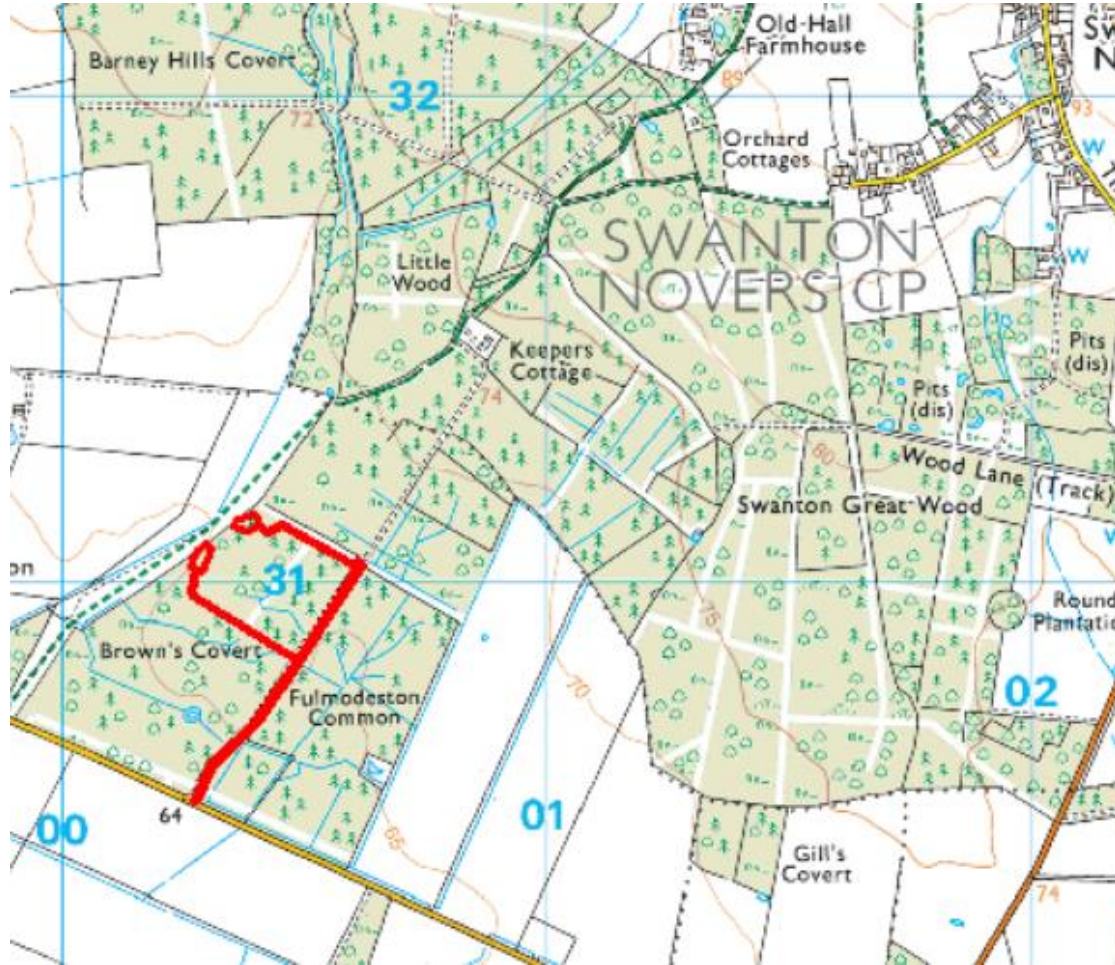 Old Hall
Farmhouse
Barney Hills Covert
32
89
72
93
Orchard
Cottages
W
SWANTON
NOVERS CP
W
Little
Wood
Keepers
Cottage
74
Pits
(dis)
Pits
(dis)
80
Wood Lane (Track)
Swanton Great Wood
31
75
Round
Brown's Covert
Fulmodeston
Common
70
02
64
00
65
01
Gill's
Covert
74